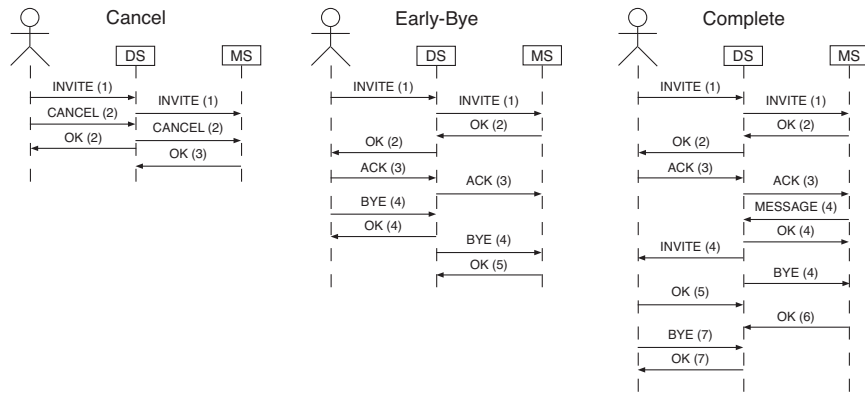 Cancel
DS
MS
INVITE (1)
INVITE (1)
CANCEL (2)
CANCEL (2)
OK (2)
OK (3)
Early-Bye
DS
MS
INVITE (1)
INVITE (1)
OK (2)
OK (2)
ACK (3)
ACK (3)
BYE (4)
OK (4)
BYE (4)
OK (5)
Complete
DS
MS
INVITE (1)
INVITE (1)
OK (2)
OK (2)
ACK (3)
ACK (3)
MESSAGE (4)
OK (4)
INVITE (4)
BYE (4)
OK (5)
OK (6)
BYE (7)
OK (7)